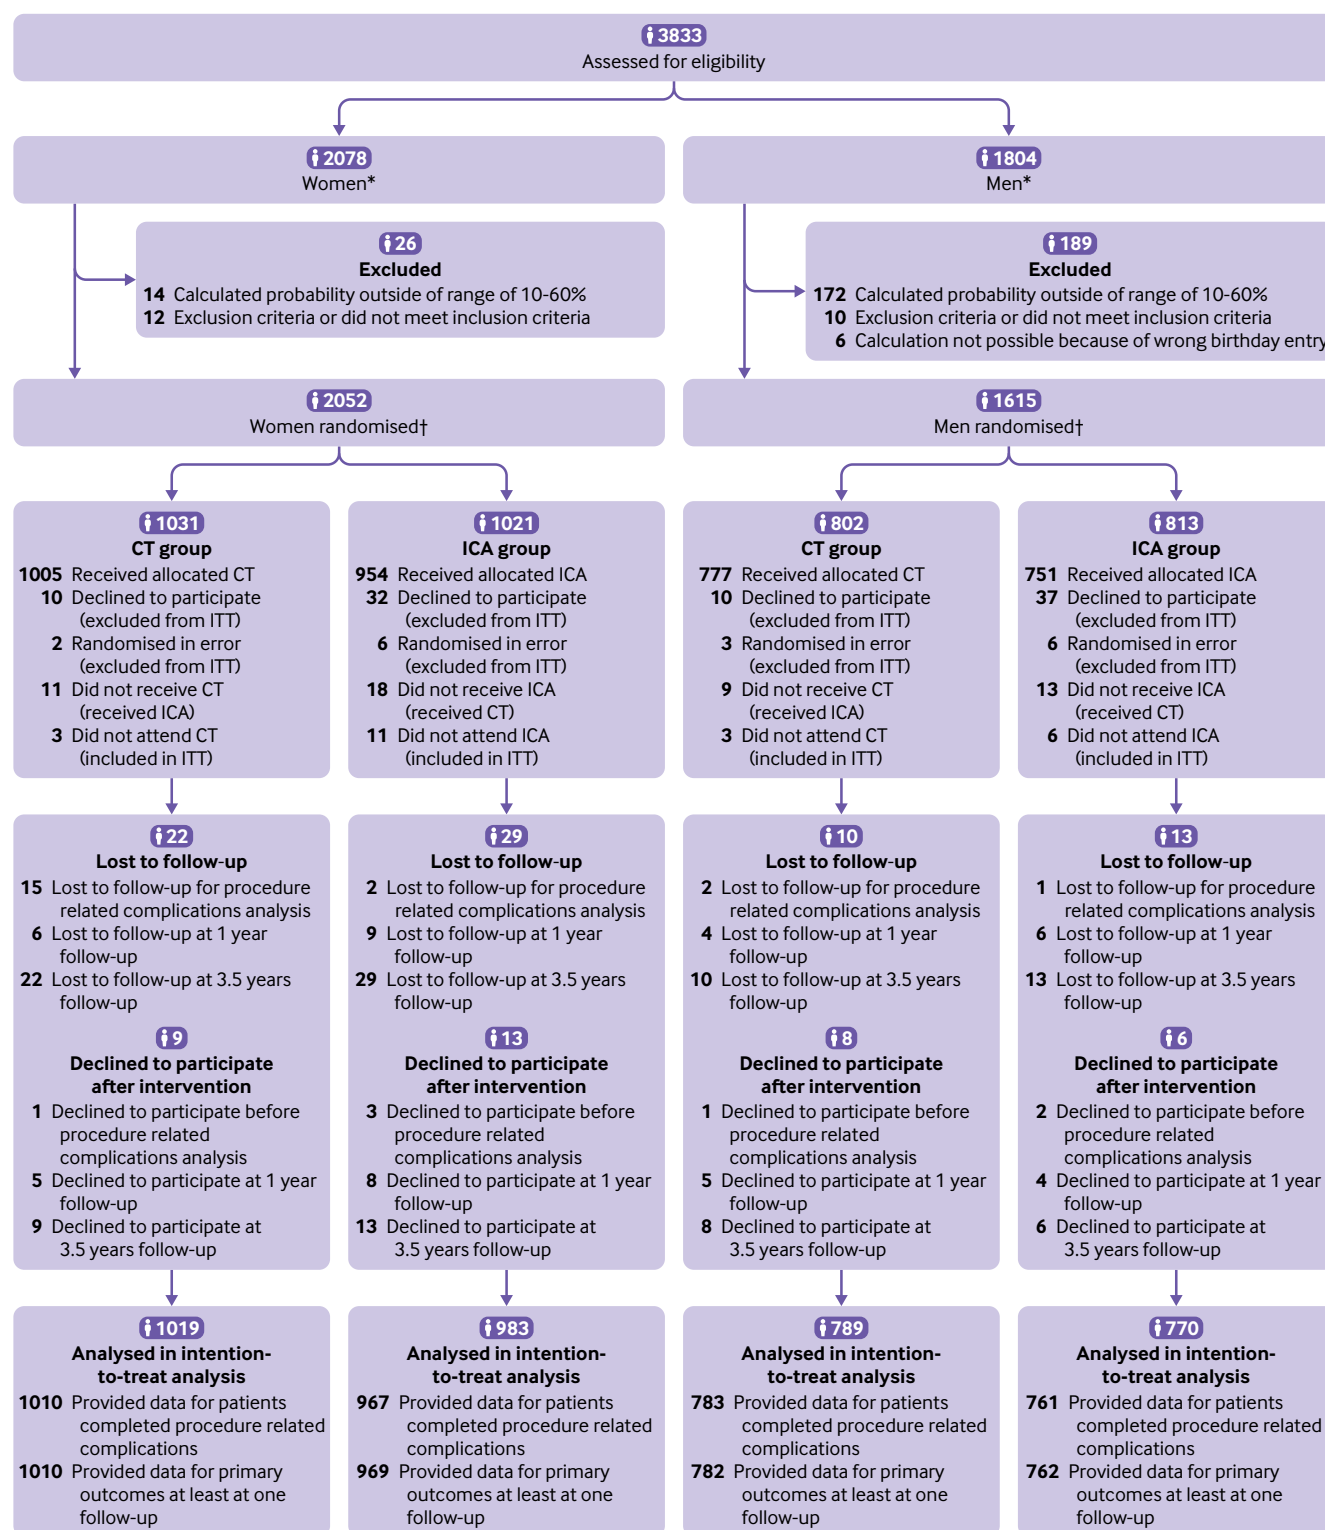 3833
Assessed for eligibility
2078
Women*
1804
Men*
26
Excluded
14 Calculated probability outside of range of 10-60%
12 Exclusion criteria or did not meet inclusion criteria
189
Excluded
172 Calculated probability outside of range of 10-60%
10 Exclusion criteria or did not meet inclusion criteria
6 Calculation not possible because of wrong birthday entry
2052
Women randomised†
1615
Men randomised†
1031
CT group
1005 Received allocated CT
10 Declined to participate
(excluded from ITT)
2 Randomised in error
(excluded from ITT)
11 Did not receive CT
(received ICA)
3 Did not attend CT
(included in ITT)
1021
ICA group
954 Received allocated ICA
32 Declined to participate
(excluded from ITT)
6 Randomised in error
(excluded from ITT)
18 Did not receive ICA
(received CT)
11 Did not attend ICA
(included in ITT)
802
CT group
777 Received allocated CT
10 Declined to participate
(excluded from ITT)
3 Randomised in error
(excluded from ITT)
9 Did not receive CT
(received ICA)
3 Did not attend CT
(included in ITT)
813
ICA group
751 Received allocated ICA
37 Declined to participate
(excluded from ITT)
6 Randomised in error
(excluded from ITT)
13 Did not receive ICA
(received CT)
6 Did not attend ICA
(included in ITT)
22
Lost to follow-up
15 Lost to follow-up for procedure
related complications analysis
6 Lost to follow-up at 1 year
follow-up
22 Lost to follow-up at 3.5 years
follow-up
9
Declined to participate
after intervention
1 Declined to participate before
procedure related
complications analysis
5 Declined to participate at 1 year
follow-up
9 Declined to participate at
3.5 years follow-up
29
Lost to follow-up
2 Lost to follow-up for procedure
related complications analysis
9 Lost to follow-up at 1 year
follow-up
29 Lost to follow-up at 3.5 years
follow-up
13
Declined to participate
after intervention
3 Declined to participate before
procedure related
complications analysis
8 Declined to participate at 1 year
follow-up
13 Declined to participate at
3.5 years follow-up
10
Lost to follow-up
2 Lost to follow-up for procedure
related complications analysis
4 Lost to follow-up at 1 year
follow-up
10 Lost to follow-up at 3.5 years
follow-up
8
Declined to participate
after intervention
1 Declined to participate before
procedure related
complications analysis
5 Declined to participate at 1 year
follow-up
8 Declined to participate at
3.5 years follow-up
13
Lost to follow-up
1 Lost to follow-up for procedure
related complications analysis
6 Lost to follow-up at 1 year
follow-up
13 Lost to follow-up at 3.5 years
follow-up
6
Declined to participate
after intervention
2 Declined to participate before
procedure related
complications analysis
4 Declined to participate at 1 year
follow-up
6 Declined to participate at
3.5 years follow-up
1019
Analysed in intention-
to-treat analysis
1010 Provided data for patients
completed procedure related
complications
1010 Provided data for primary
outcomes at least at one
follow-up
983
Analysed in intention-
to-treat analysis
967 Provided data for patients
completed procedure related
complications
969 Provided data for primary
outcomes at least at one
follow-up
789
Analysed in intention-
to-treat analysis
783 Provided data for patients
completed procedure related
complications
782 Provided data for primary
outcomes at least at one
follow-up
770
Analysed in intention-
to-treat analysis
761 Provided data for patients
completed procedure related
complications
762 Provided data for primary
outcomes at least at one
follow-up